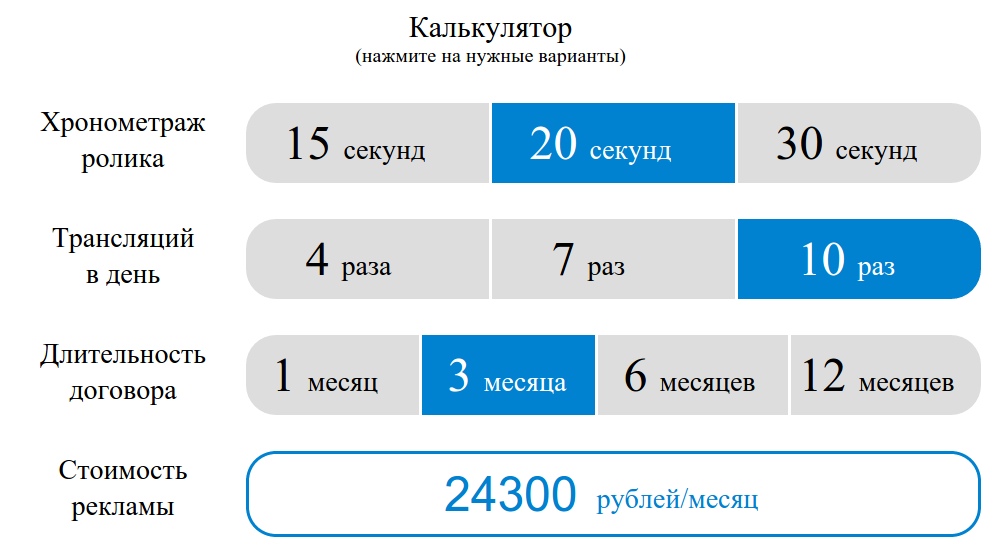 Калькулятор
(нажмите на нужные варианты)
Хронометраж
ролика
15 секунд
20 секунд
30 секунд
Трансляций
в день
4 раза
7 раз
10 раз
Длительность
договора
1 месяц
3 месяца
6 месяцев
12 месяцев
Стоимость
рекламы
24300 рублей/месяц